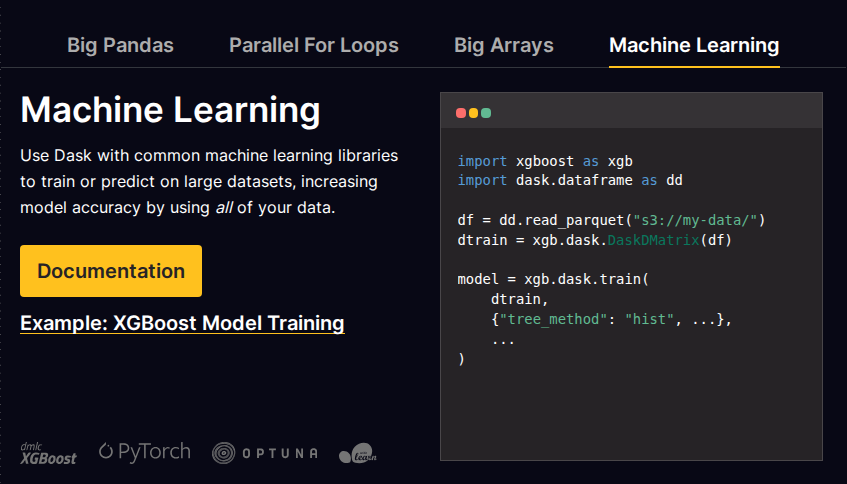 Big Pandas
Parallel For Loops
Big Arrays
Machine Learning
Machine Learning
Use Dask with common machine learning libraries
to train or predict on large datasets, increasing
model accuracy by using all of your data.
Documentation
Example: XGBoost Model Training
dmlc
XGBoost
PyTorch
OPTUNA
learn
import xgboost as xgb
import dask.dataframe as dd
df = dd.read_parquet("s3://my-data/")
dtrain = xgb.dask.DaskDMatrix(df)
model = xgb.dask.train(
    dtrain,
    {"tree_method": "hist", ...},
    ...
)